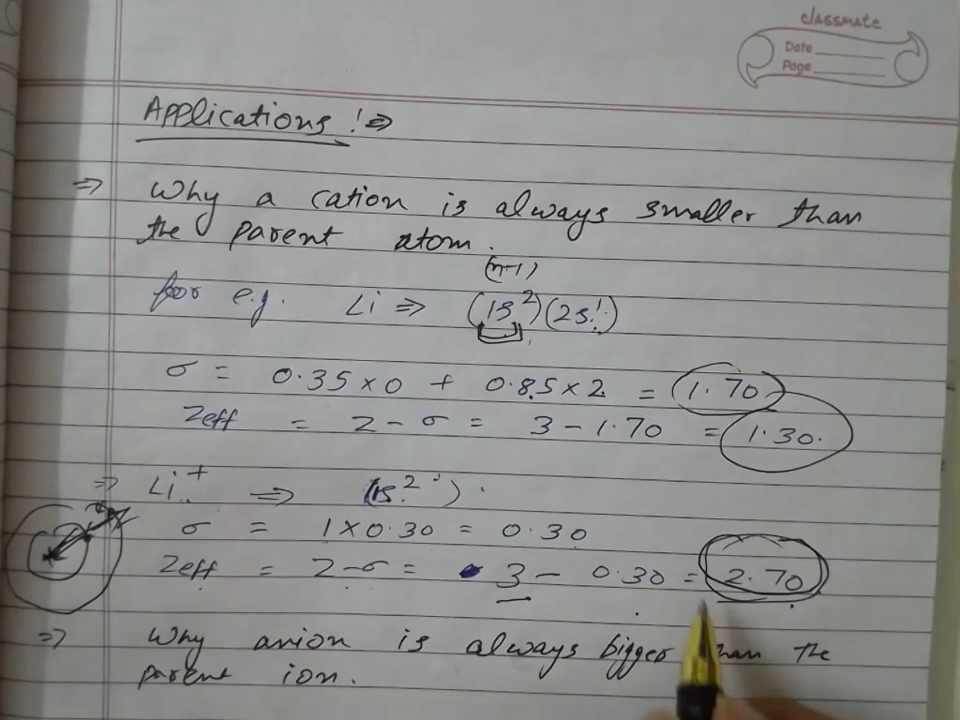 classmate
Date
Page
Applications !⇒
⇒ Why a cation is always smaller than
the parent atom.
(n-1)
for e.g. Li ⇒ (1s²)(2s¹)
σ = 0.35 × 0 + 0.85 × 2 = 1.70
Zeff = Z - σ = 3 - 1.70 = 1.30.
⇒ Li⁺ ⇒ (1s²).
σ = 1 × 0.30 = 0.30
Zeff = Z - σ = 3 - 0.30 = 2.70
⇒ Why anion is always bigger than the
parent ion.